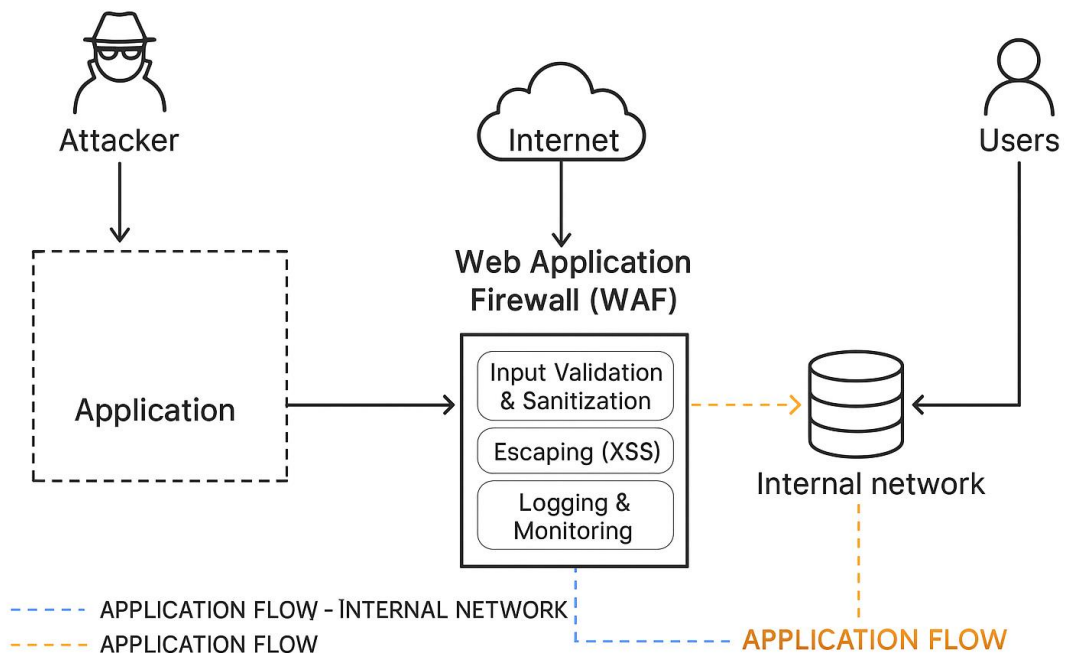 Attacker
Internet
Users
Web Application
Firewall (WAF)
Application
Input Validation
& Sanitization
Escaping (XSS)
Logging &
Monitoring
Internal network
APPLICATION FLOW - INTERNAL NETWORK
APPLICATION FLOW
APPLICATION FLOW